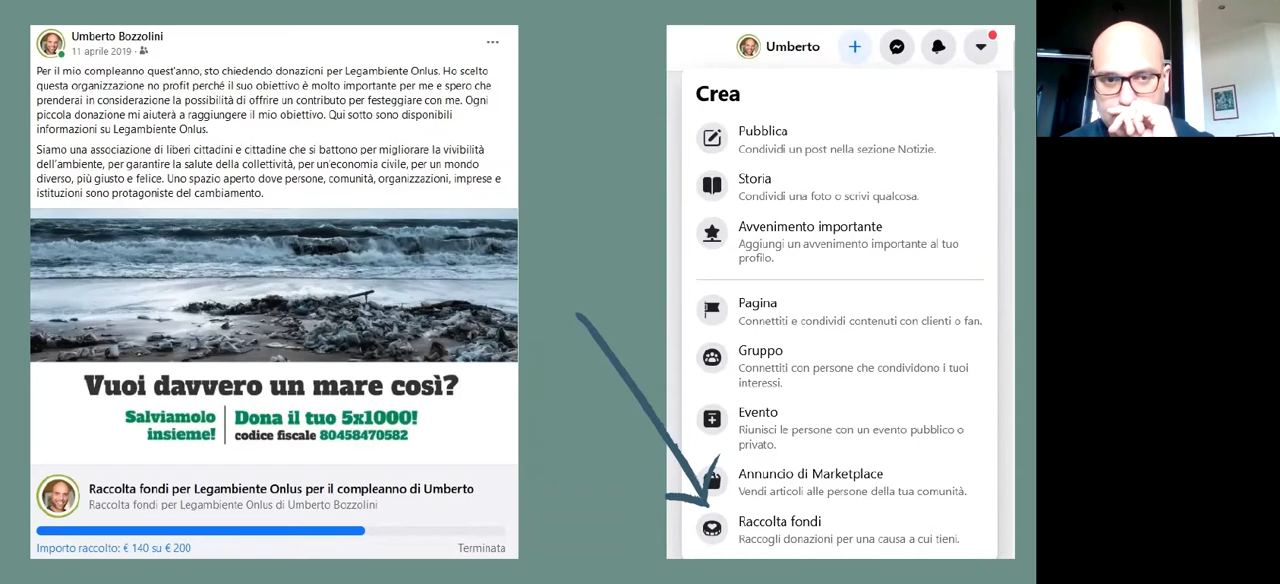 Umberto Bozzolini
11 aprile 2019 ·
Per il mio compleanno quest'anno, sto chiedendo donazioni per Legambiente Onlus. Ho scelto
questa organizzazione no profit perché il suo obiettivo è molto importante per me e spero che
prenderai in considerazione la possibilità di offrire un contributo per festeggiare con me. Ogni
piccola donazione mi aiuterà a raggiungere il mio obiettivo. Qui sotto sono disponibili
informazioni su Legambiente Onlus.
Siamo una associazione di liberi cittadini e cittadine che si battono per migliorare la vivibilità
dell'ambiente, per garantire la salute della collettività, per un'economia civile, per un mondo
diverso, più giusto e felice. Uno spazio aperto dove persone, comunità, organizzazioni, imprese e
istituzioni sono protagoniste del cambiamento.
Vuoi davvero un mare così?
Salviamolo
insieme!
Dona il tuo 5x1000!
codice fiscale 80458470582
Raccolta fondi per Legambiente Onlus per il compleanno di Umberto
Raccolta fondi per Legambiente Onlus di Umberto Bozzolini
Importo raccolto: € 140 su € 200
Terminata
Umberto
Crea
Pubblica
Condividi un post nella sezione Notizie.
Storia
Condividi una foto o scrivi qualcosa.
Avvenimento importante
Aggiungi un avvenimento importante al tuo
profilo.
Pagina
Connettiti e condividi contenuti con clienti o fan.
Gruppo
Connettiti con persone che condividono i tuoi
interessi.
Evento
Riunisci le persone con un evento pubblico o
privato.
Annuncio di Marketplace
Vendi articoli alle persone della tua comunità.
Raccolta fondi
Raccogli donazioni per una causa a cui tieni.